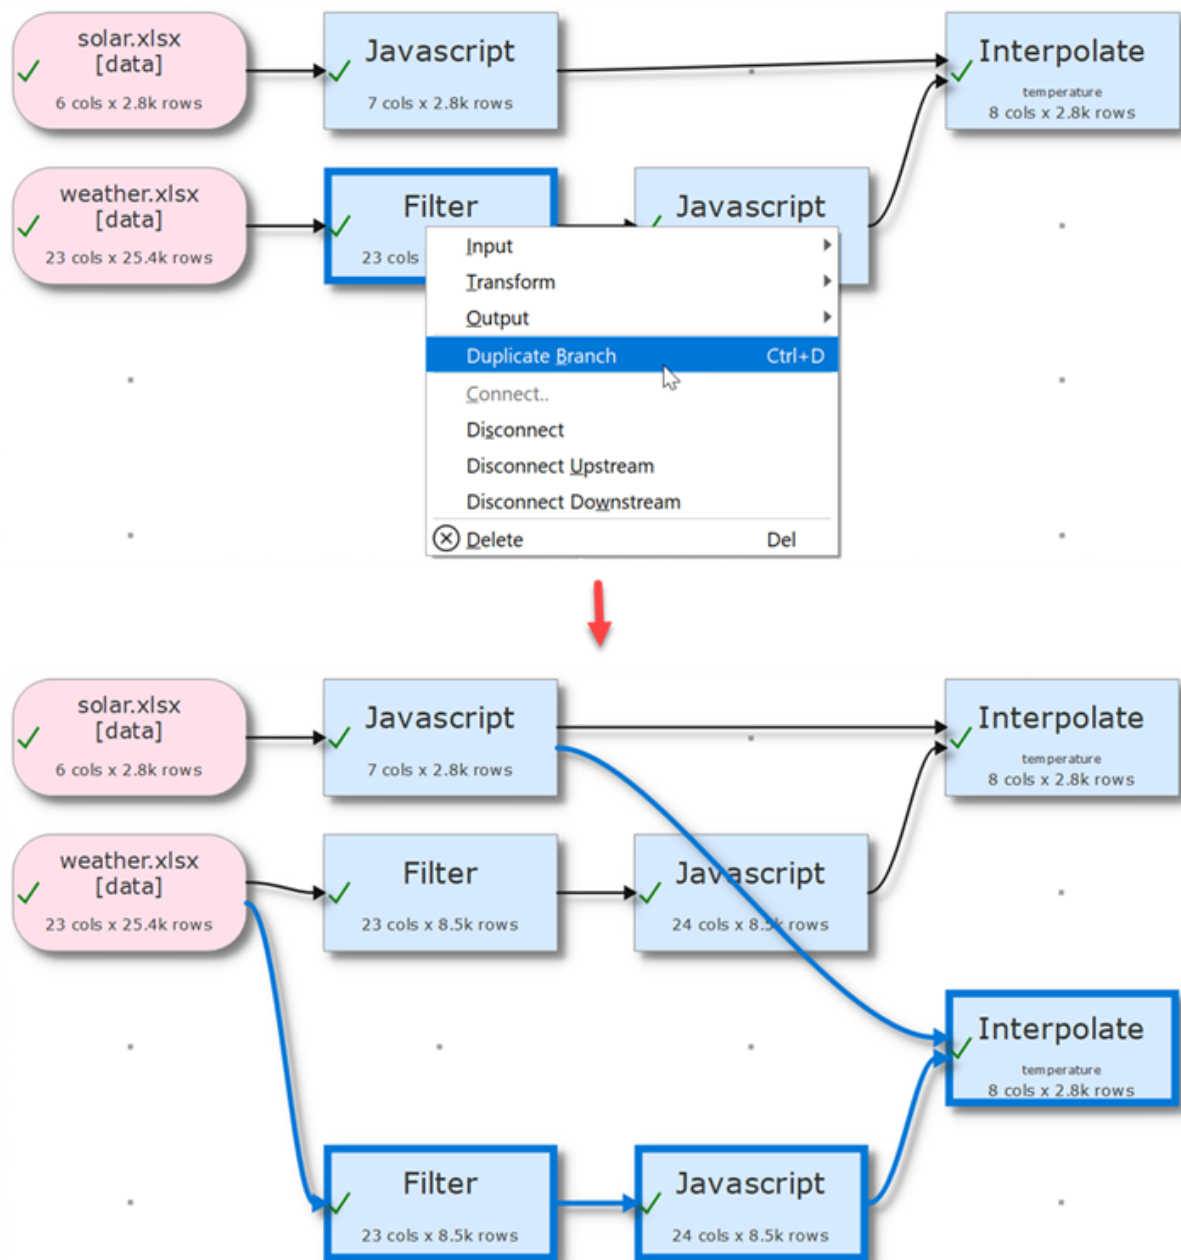 solar.xlsx
[data]
6 cols x 2.8k rows
Javascript
7 cols x 2.8k rows
Interpolate
temperature
8 cols x 2.8k rows
weather.xlsx
[data]
23 cols x 25.4k rows
Filter
23 cols
Javascript
Input
Transform
Output
Duplicate Branch Ctrl+D
Connect..
Disconnect
Disconnect Upstream
Disconnect Downstream
Delete Del
solar.xlsx
[data]
6 cols x 2.8k rows
Javascript
7 cols x 2.8k rows
Interpolate
temperature
8 cols x 2.8k rows
weather.xlsx
[data]
23 cols x 25.4k rows
Filter
23 cols x 8.5k rows
Javascript
24 cols x 8.5k rows
Interpolate
temperature
8 cols x 2.8k rows
Filter
23 cols x 8.5k rows
Javascript
24 cols x 8.5k rows